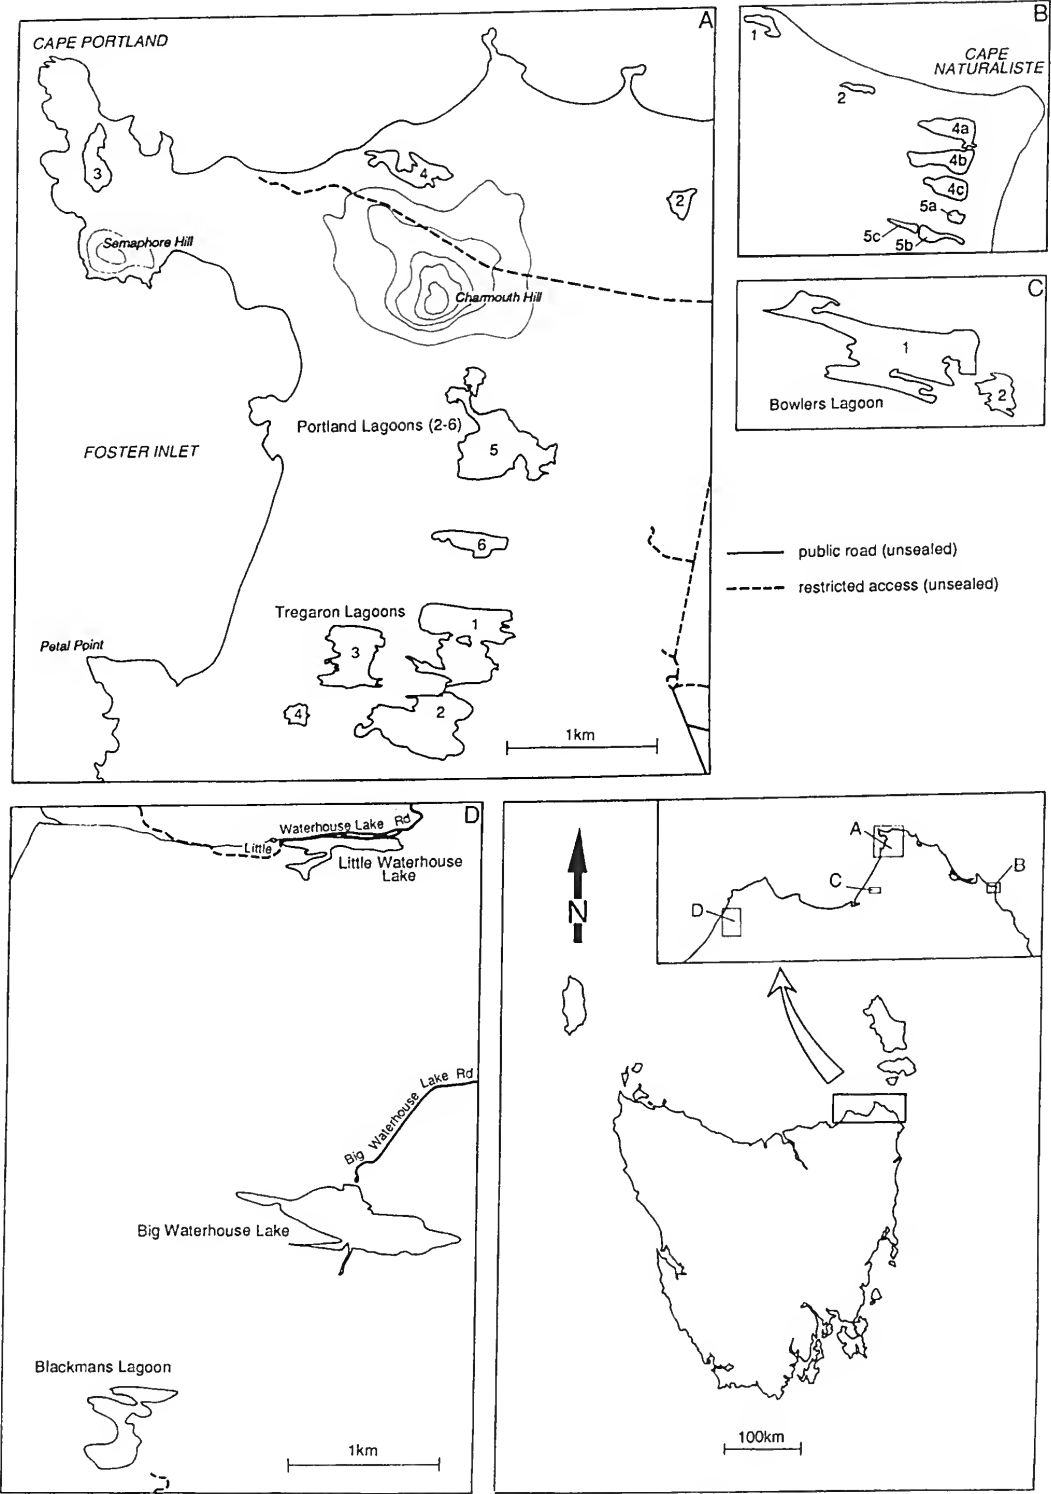 A
CAPE PORTLAND
3
4
2
Semaphore Hill
Charmouth Hill
Portland Lagoons (2-6)
5
FOSTER INLET
6
Tregaron Lagoons
1
3
Petal Point
4
2
1km
B
1
CAPE
NATURALISTE
2
4a
4b
4c
5a
5c
5b
C
1
2
Bowlers Lagoon
public road (unsealed)
restricted access (unsealed)
D
Little Waterhouse Lake Rd
Little Waterhouse
Lake
Big Waterhouse Lake Rd
Big Waterhouse Lake
Blackmans Lagoon
1km
N
A
B
C
D
100km